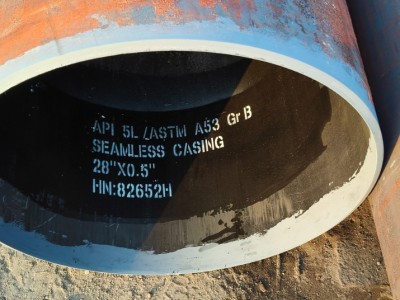 API 5L /ASTM A53 Gr B
SEAMLESS CASING
28"X0.5"
HN:82652H